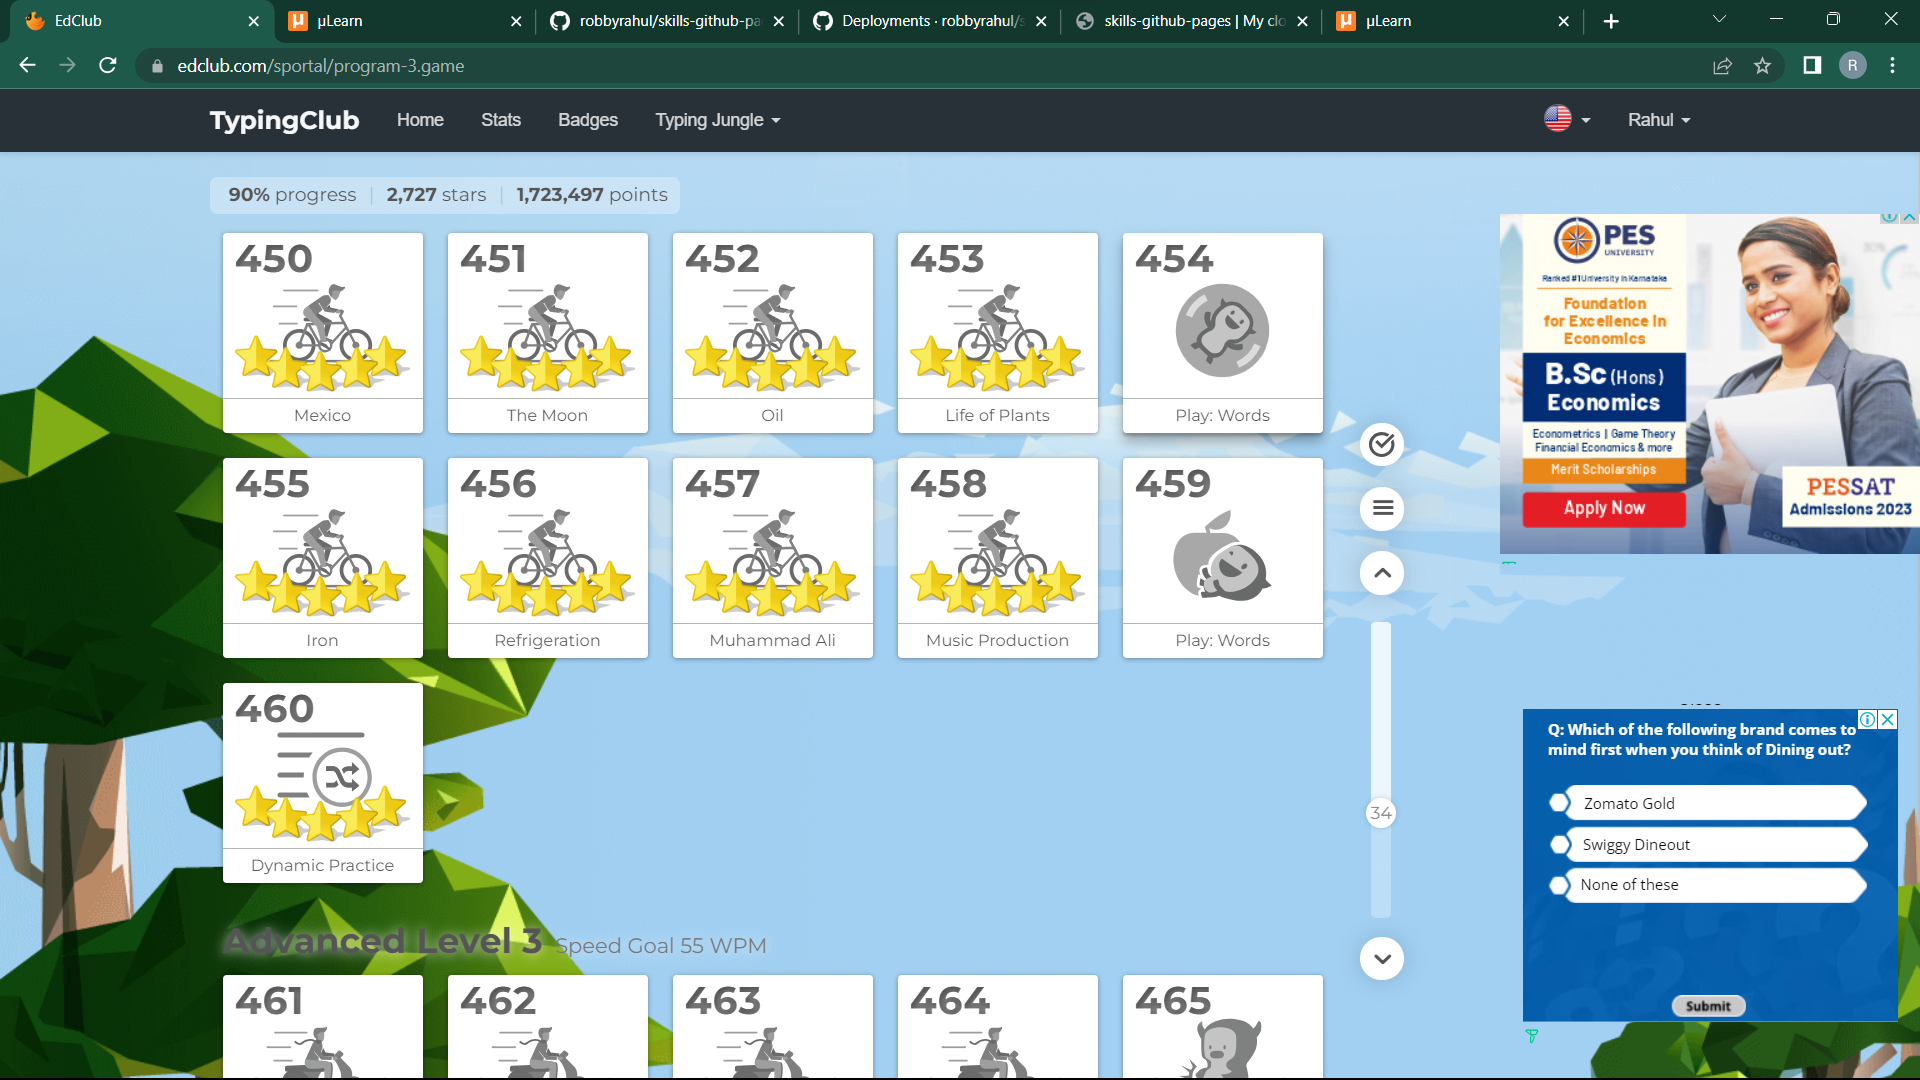 EdClub
μLearn
robbyrahul/skills-github-pa
Deployments · robbyrahul/s
skills-github-pages | My clo
μLearn
edclub.com/sportal/program-3.game
R
TypingClub
Home
Stats
Badges
Typing Jungle
Rahul
90% progress
2,727 stars
1,723,497 points
450
451
452
453
454
Mexico
The Moon
Oil
Life of Plants
Play: Words
455
456
457
458
459
Iron
Refrigeration
Muhammad Ali
Music Production
Play: Words
460
Dynamic Practice
34
Advanced Level 3 Speed Goal 55 WPM
461
462
463
464
465
PES
UNIVERSITY
Ranked #1 University in Karnataka
Foundation
for Excellence in
Economics
B.Sc (Hons)
Economics
Econometrics | Game Theory
Financial Economics & more
Merit Scholarships
Apply Now
PESSAT
Admissions 2023
Q: Which of the following brand comes to
mind first when you think of Dining out?
Zomato Gold
Swiggy Dineout
None of these
Submit